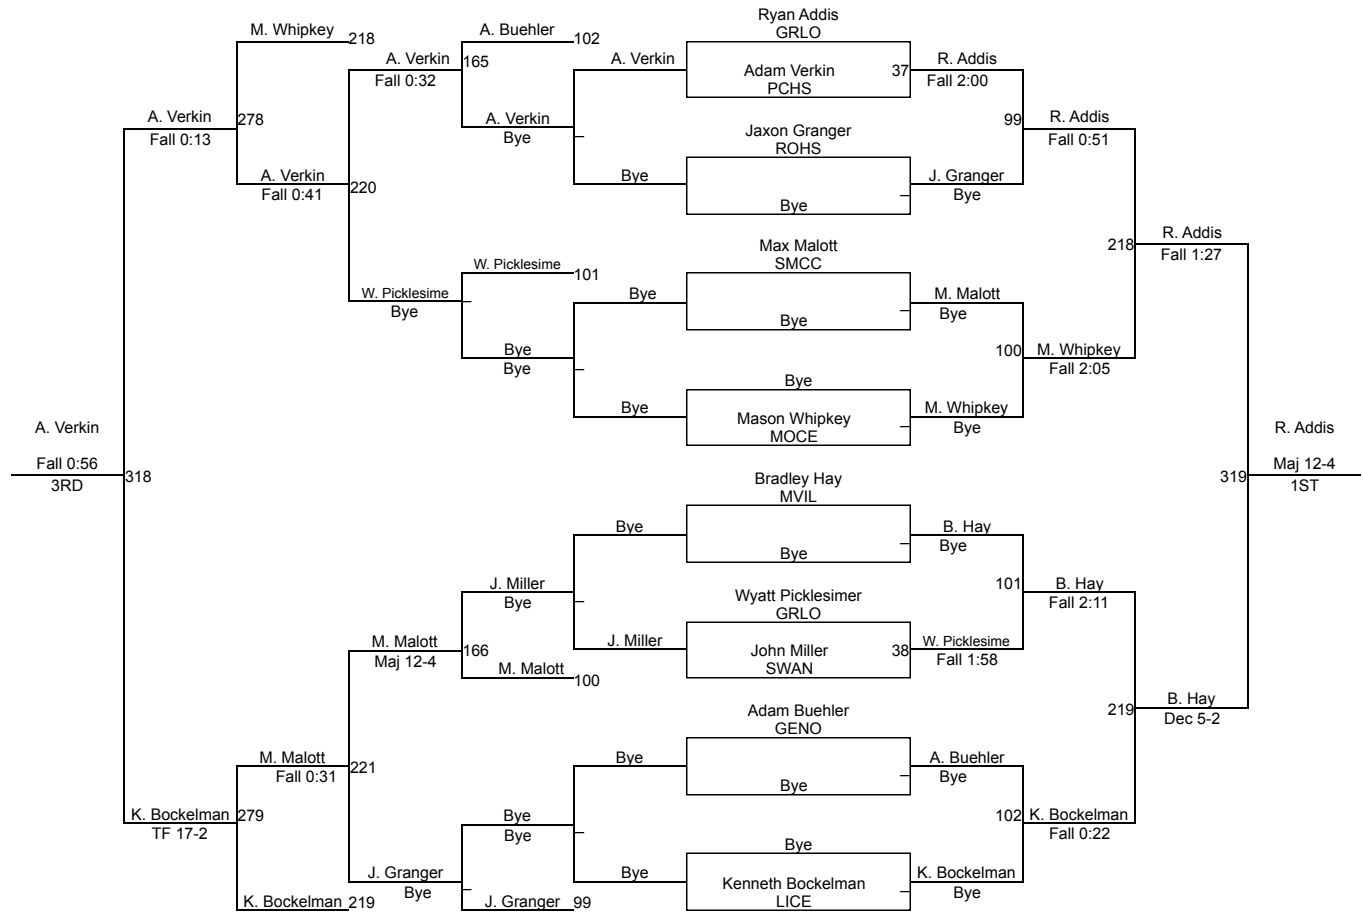 Ryan Addis
GRLO
M. Whipkey 218
A. Buehler 102
A. Verkin
Fall 0:32
165
A. Verkin
Adam Verkin
PCHS
37
R. Addis
Fall 2:00
A. Verkin
Fall 0:13
278
A. Verkin
Bye
Jaxon Granger
ROHS
99
R. Addis
Fall 0:51
A. Verkin
Fall 0:41
220
Bye
Bye
J. Granger
Bye
Max Malott
SMCC
218
R. Addis
Fall 1:27
W. Picklesime 101
W. Picklesime
Bye
Bye
Bye
M. Malott
Bye
Bye
Bye
100
M. Whipkey
Fall 2:05
Bye
Bye
Mason Whipkey
MOCE
M. Whipkey
Bye
A. Verkin
Fall 0:56
3RD
318
R. Addis
Maj 12-4
1ST
319
Bradley Hay
MVIL
Bye
Bye
B. Hay
Bye
J. Miller
Bye
101
B. Hay
Fall 2:11
Wyatt Picklesimer
GRLO
M. Malott
Maj 12-4
166
J. Miller
John Miller
SWAN
38
W. Picklesime
Fall 1:58
M. Malott 100
219
B. Hay
Dec 5-2
Adam Buehler
GENO
M. Malott
Fall 0:31
221
Bye
Bye
A. Buehler
Bye
K. Bockelman
TF 17-2
279
Bye
Bye
102
K. Bockelman
Fall 0:22
Bye
J. Granger
Bye
Bye
Kenneth Bockelman
LICE
K. Bockelman
Bye
K. Bockelman 219
J. Granger 99